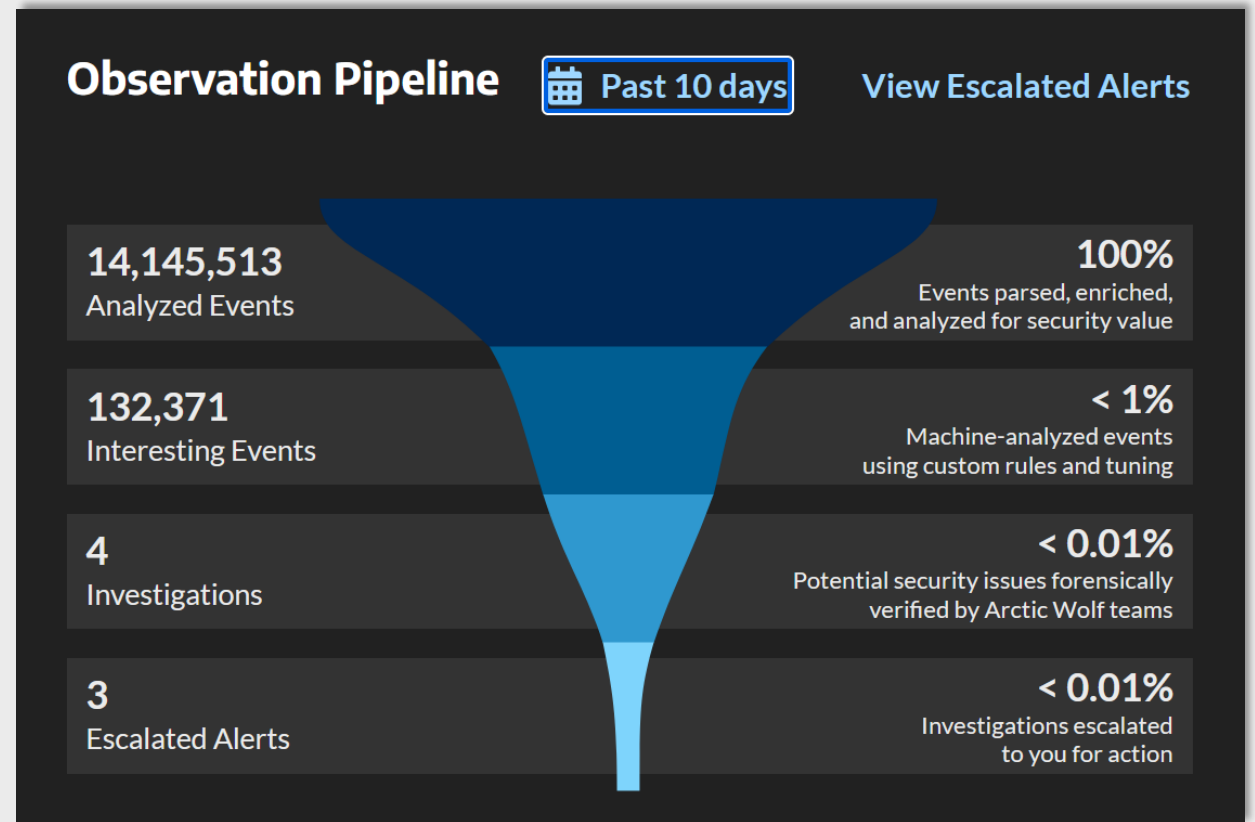 Observation Pipeline
Past 10 days
View Escalated Alerts
14,145,513
Analyzed Events
100%
Events parsed, enriched,
and analyzed for security value
132,371
Interesting Events
< 1%
Machine-analyzed events
using custom rules and tuning
4
Investigations
< 0.01%
Potential security issues forensically
verified by Arctic Wolf teams
3
Escalated Alerts
< 0.01%
Investigations escalated
to you for action